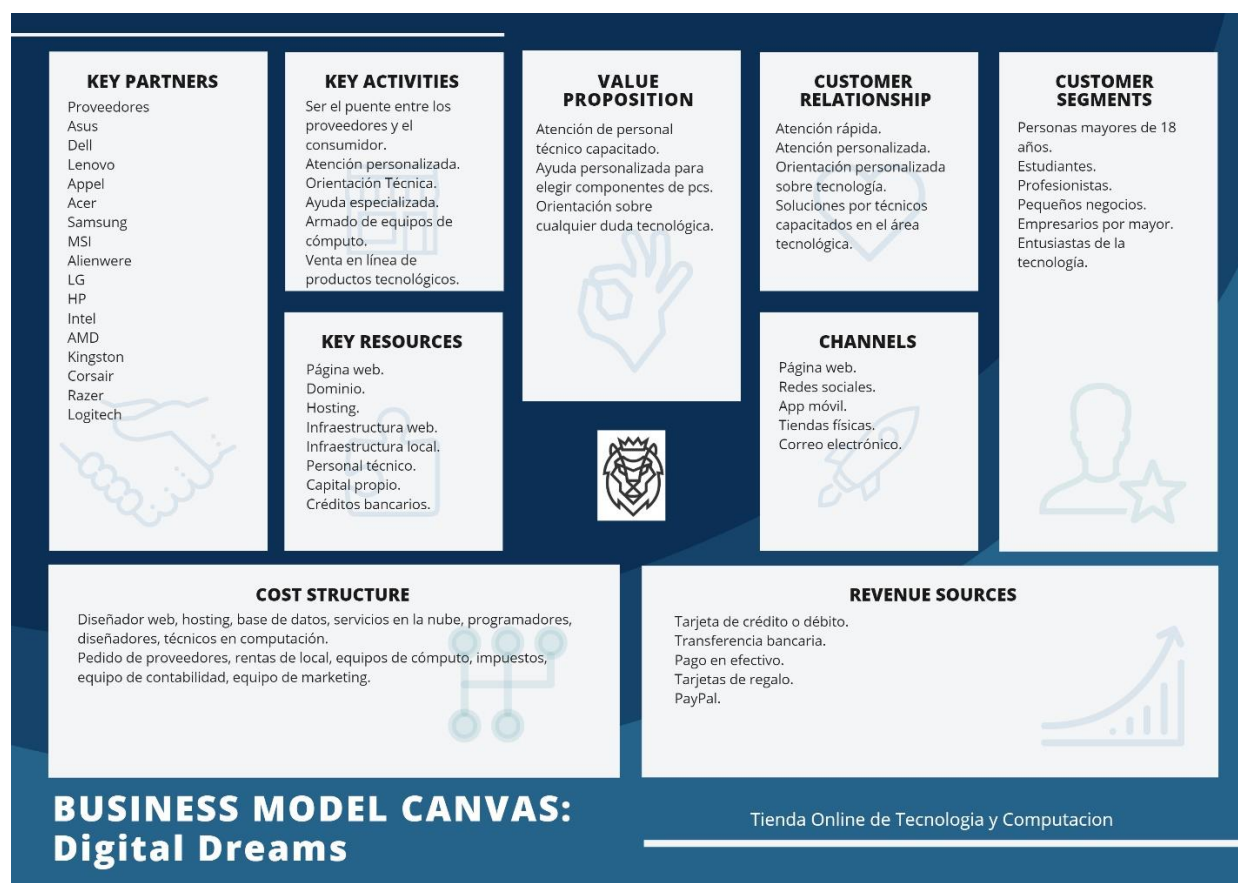 KEY PARTNERS
Proveedores
Asus
Dell
Lenovo
Appel
Acer
Samsung
MSI
Alienwere
LG
HP
Intel
AMD
Kingston
Corsair
Razer
Logitech
KEY ACTIVITIES
Ser el puente entre los
proveedores y el
consumidor.
Atención personalizada.
Orientación Técnica.
Ayuda especializada.
Armado de equipos de
cómputo.
Venta en línea de
productos tecnológicos.
KEY RESOURCES
Página web.
Dominio.
Hosting.
Infraestructura web.
Infraestructura local.
Personal técnico.
Capital propio.
Créditos bancarios.
VALUE
PROPOSITION
Atención de personal
técnico capacitado.
Ayuda personalizada para
elegir componentes de pcs.
Orientación sobre
cualquier duda tecnológica.
CUSTOMER
RELATIONSHIP
Atención rápida.
Atención personalizada.
Orientación personalizada
sobre tecnología.
Soluciones por técnicos
capacitados en el área
tecnológica.
CHANNELS
Página web.
Redes sociales.
App móvil.
Tiendas físicas.
Correo electrónico.
CUSTOMER
SEGMENTS
Personas mayores de 18
años.
Estudiantes.
Profesionistas.
Pequeños negocios.
Empresarios por mayor.
Entusiastas de la
tecnología.
COST STRUCTURE
Diseñador web, hosting, base de datos, servicios en la nube, programadores,
diseñadores, técnicos en computación.
Pedido de proveedores, rentas de local, equipos de cómputo, impuestos,
equipo de contabilidad, equipo de marketing.
REVENUE SOURCES
Tarjeta de crédito o débito.
Transferencia bancaria.
Pago en efectivo.
Tarjetas de regalo.
PayPal.
BUSINESS MODEL CANVAS:
Digital Dreams
Tienda Online de Tecnologia y Computacion